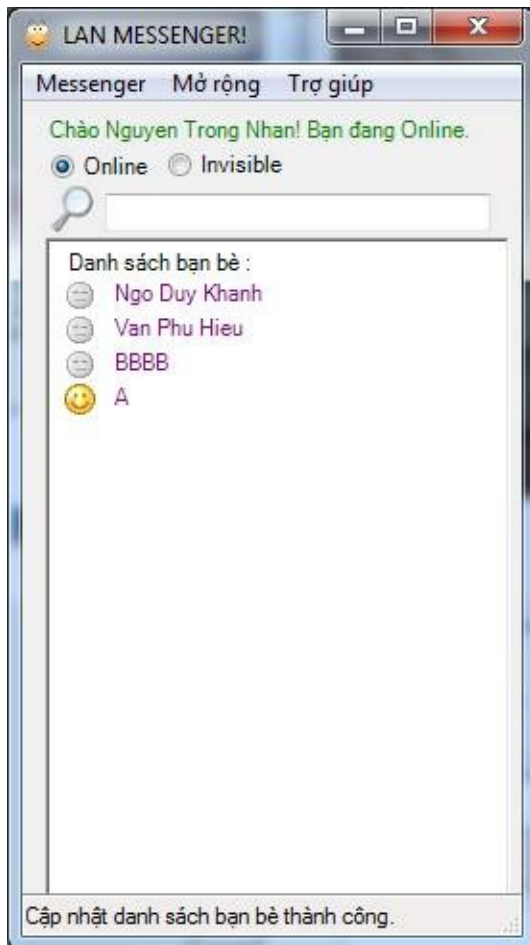 LAN MESSENGER!
Messenger Mở rộng Trợ giúp
Chào Nguyen Trong Nhan! Bạn đang Online.
Online Invisible
Danh sách bạn bè :
Ngo Duy Khanh
Van Phu Hieu
BBBB
A
Cập nhật danh sách bạn bè thành công.